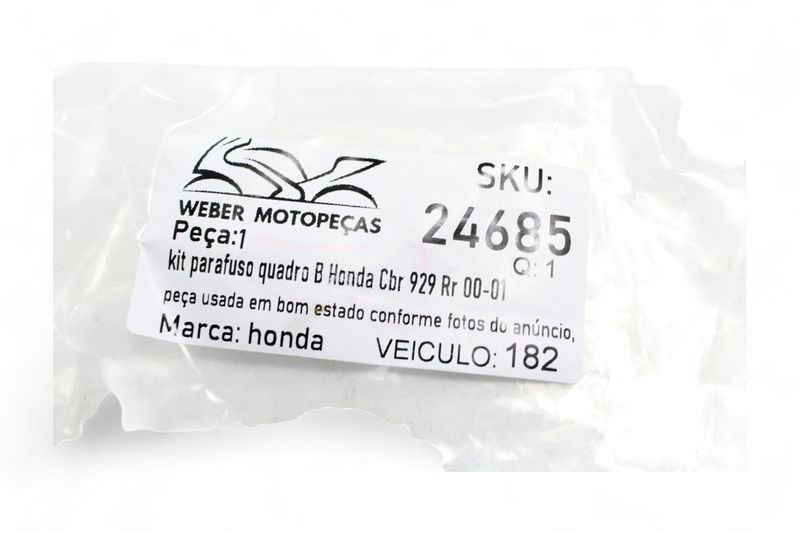 WEBER MOTOPEÇAS
SKU:
24685
Peça:1
Q: 1
kit parafuso quadro B Honda Cbr 929 Rr 00-01
peça usada em bom estado conforme fotos do anúncio,
Marca: honda
VEICULO: 182